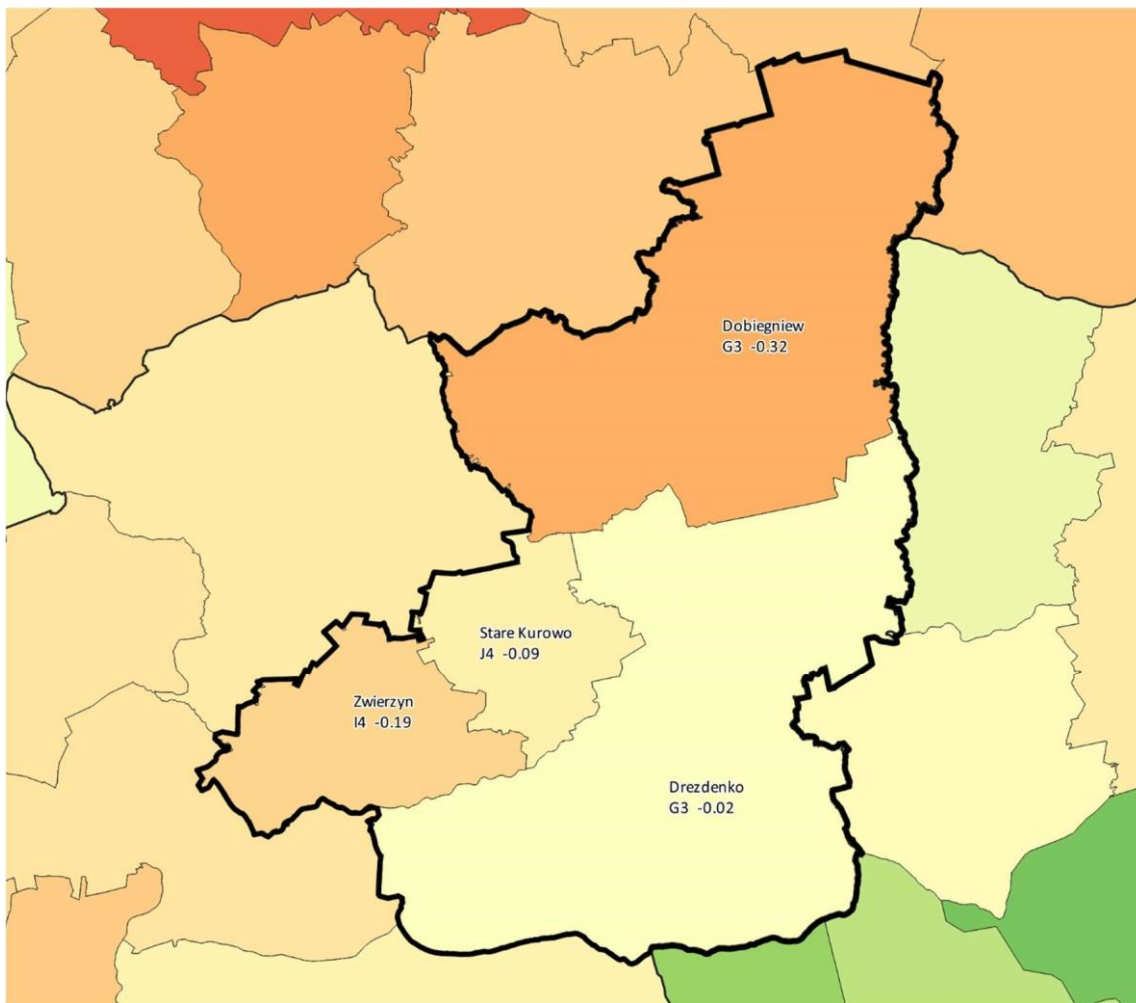 Dobiegniew
G3 -0.32
Stare Kurowo
J4 -0.09
Zwierzyn
I4 -0.19
Drezdenko
G3 -0.02